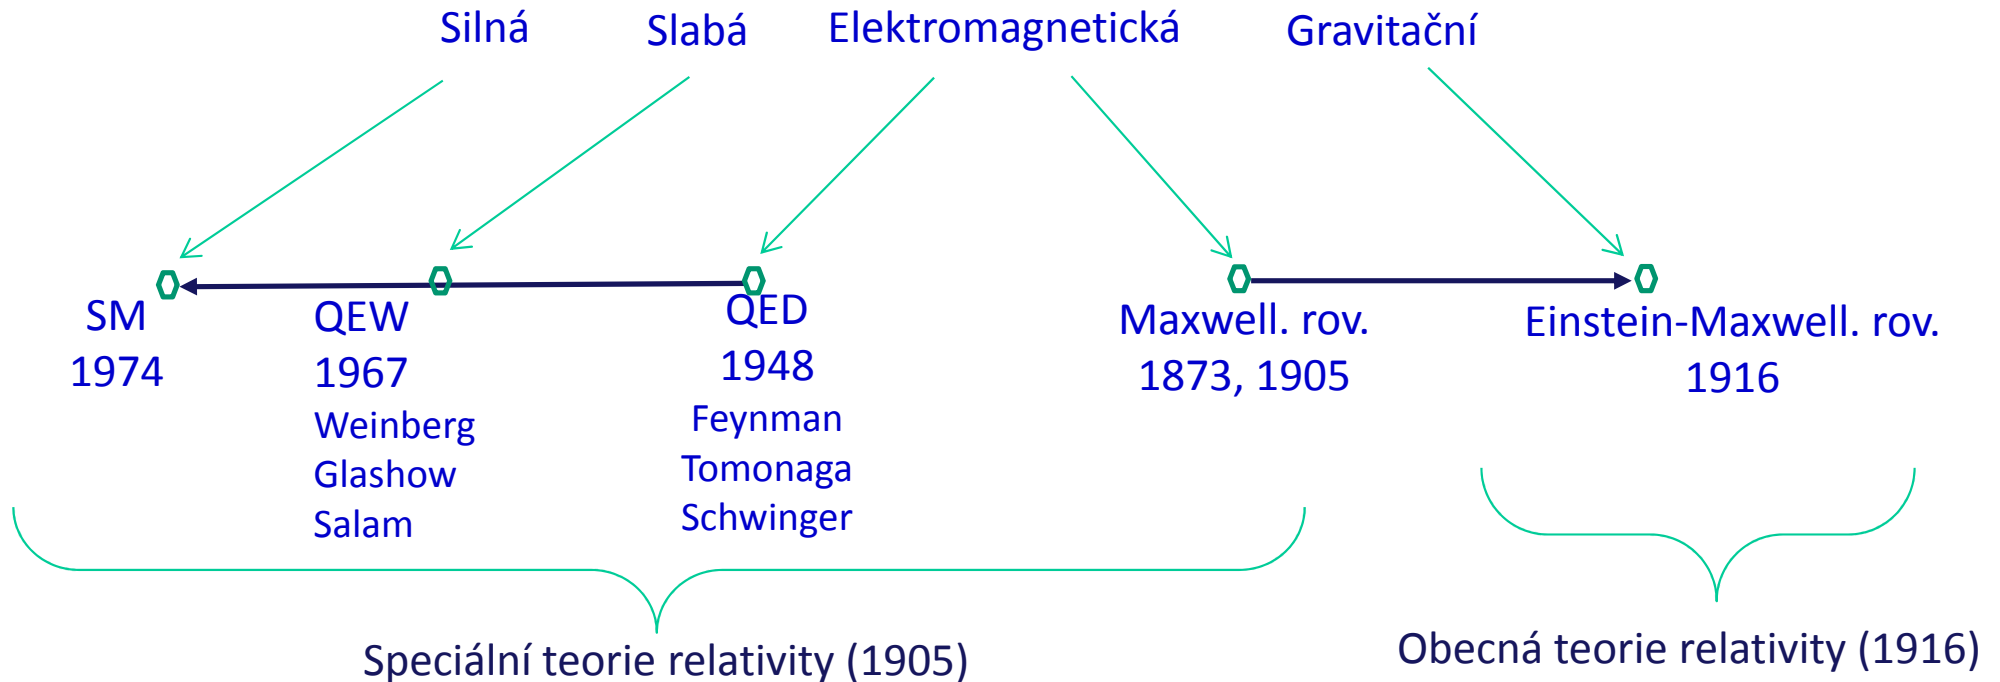 Silná
Slabá
Elektromagnetická
Gravitační
SM
1974
QEW
1967
Weinberg
Glashow
Salam
QED
1948
Feynman
Tomonaga
Schwinger
Maxwell. rov.
1873, 1905
Einstein-Maxwell. rov.
1916
Speciální teorie relativity (1905)
Obecná teorie relativity (1916)